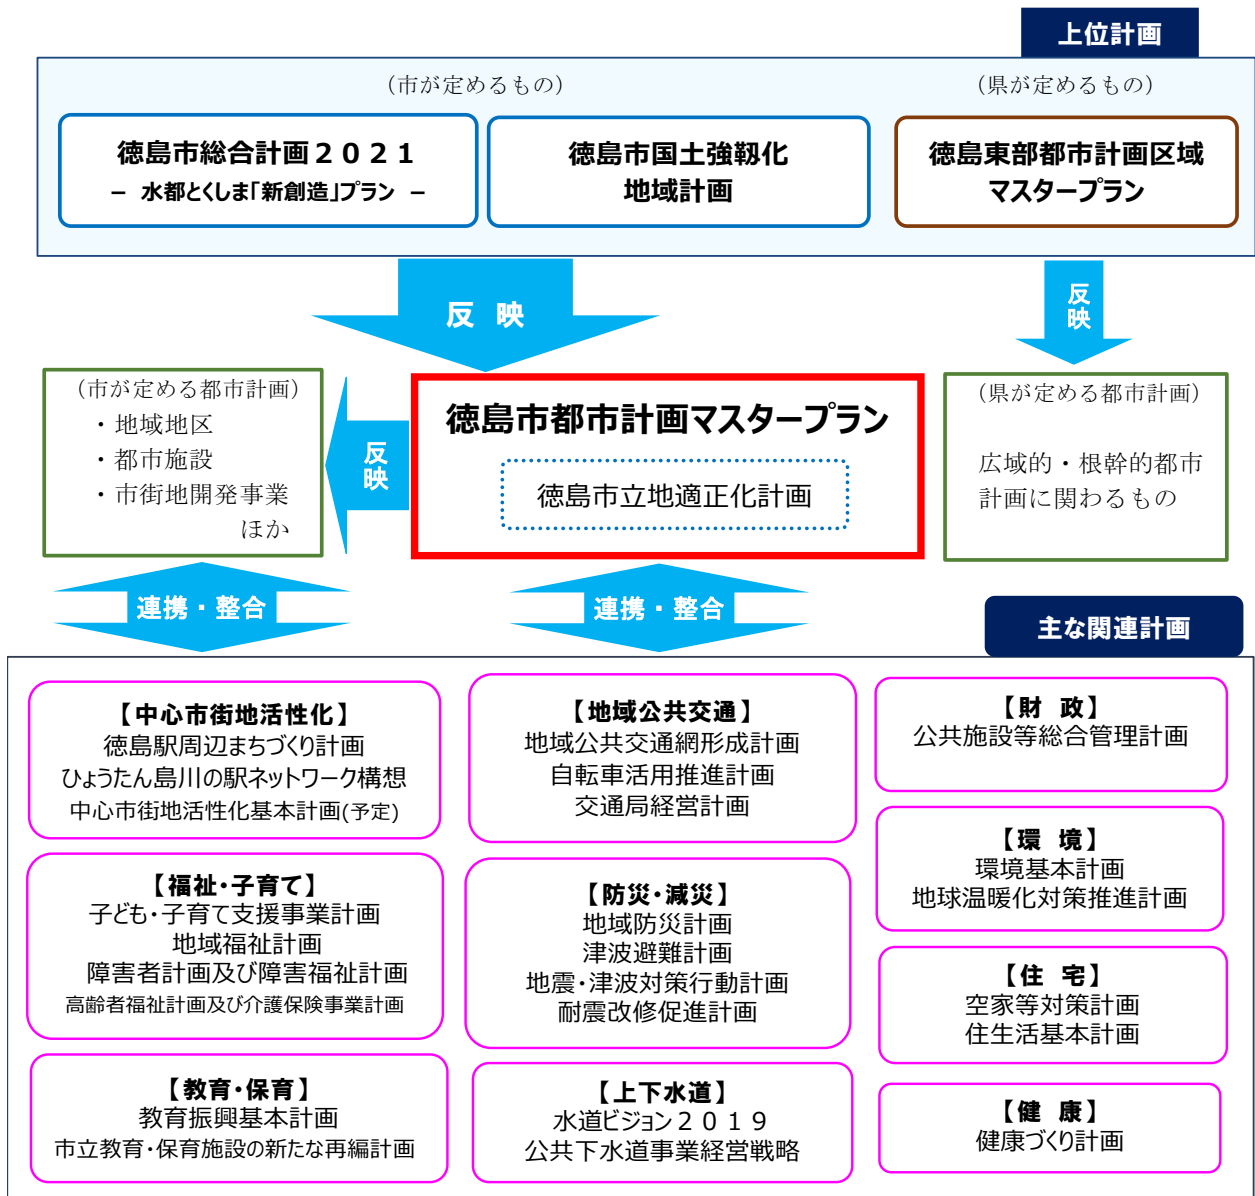 上位計画
（市が定めるもの）
（県が定めるもの）
徳島市総合計画２０２１
－ 水都とくしま「新創造」プラン －
徳島市国土強靱化
地域計画
徳島東部都市計画区域
マスタープラン
反 映
反
映
（市が定める都市計画）
・地域地区
・都市施設
・市街地開発事業
ほか
反
映
徳島市都市計画マスタープラン
徳島市立地適正化計画
（県が定める都市計画）
広域的・根幹的都市
計画に関わるもの
連携・整合
連携・整合
主な関連計画
【中心市街地活性化】
徳島駅周辺まちづくり計画
ひょうたん島川の駅ネットワーク構想
中心市街地活性化基本計画(予定)
【福祉・子育て】
子ども・子育て支援事業計画
地域福祉計画
障害者計画及び障害福祉計画
高齢者福祉計画及び介護保険事業計画
【教育・保育】
教育振興基本計画
市立教育・保育施設の新たな再編計画
【地域公共交通】
地域公共交通網形成計画
自転車活用推進計画
交通局経営計画
【防災・減災】
地域防災計画
津波避難計画
地震・津波対策行動計画
耐震改修促進計画
【上下水道】
水道ビジョン２０１９
公共下水道事業経営戦略
【財 政】
公共施設等総合管理計画
【環 境】
環境基本計画
地球温暖化対策推進計画
【住 宅】
空家等対策計画
住生活基本計画
【健 康】
健康づくり計画